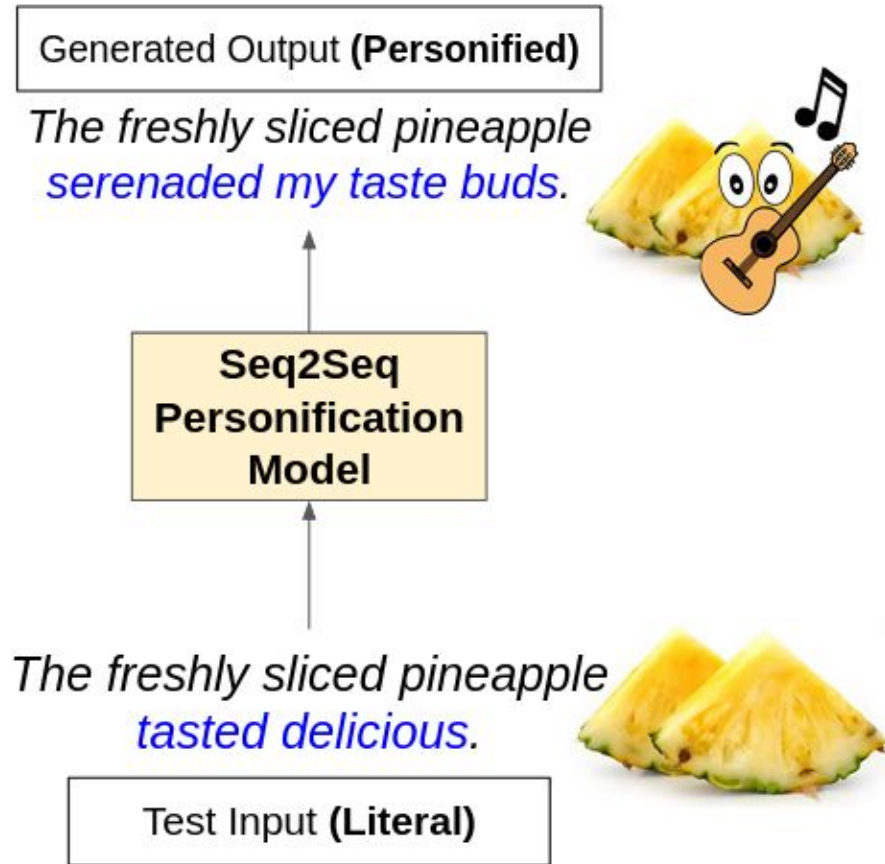 Generated Output (Personified)
The freshly sliced pineapple
serenaded my taste buds.
Seq2Seq
Personification
Model
The freshly sliced pineapple
tasted delicious.
Test Input (Literal)